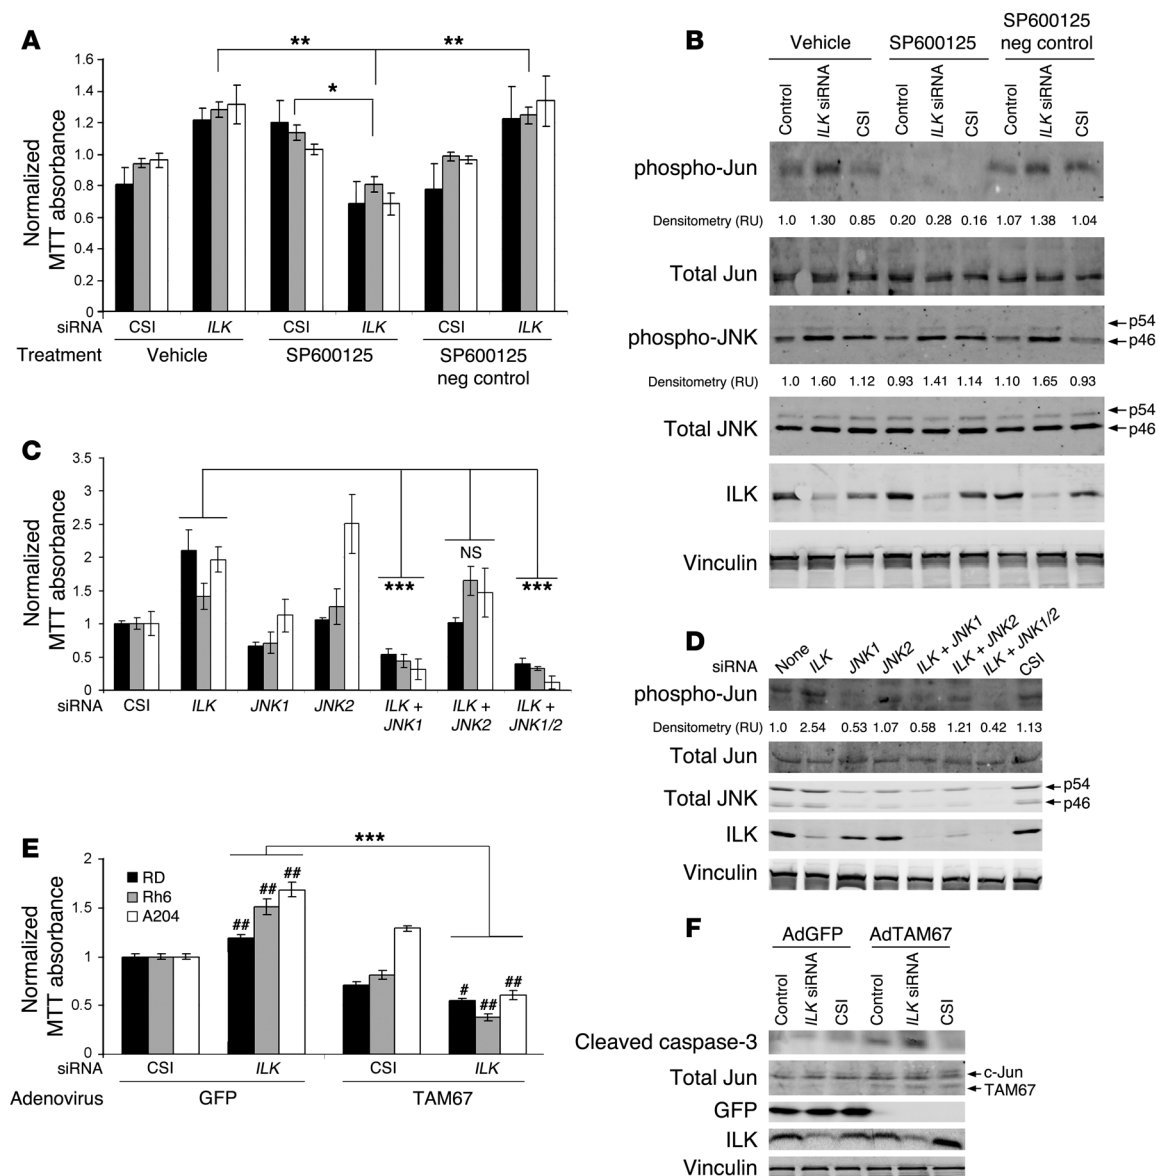 A
Normalized
MTT absorbance
1.6
1.4
1.2
1.0
0.8
0.6
0.4
0.2
0
**
**
*
siRNA CSI ILK CSI ILK CSI ILK
Treatment Vehicle SP600125 SP600125
neg control
B
Vehicle SP600125 SP600125
neg control
Control ILK siRNA CSI Control ILK siRNA CSI Control ILK siRNA CSI
phospho-Jun
Densitometry (RU) 1.0 1.30 0.85 0.20 0.28 0.16 1.07 1.38 1.04
Total Jun
phospho-JNK
p54
p46
Densitometry (RU) 1.0 1.60 1.12 0.93 1.41 1.14 1.10 1.65 0.93
Total JNK
p54
p46
ILK
Vinculin
C
Normalized
MTT absorbance
3.5
3
2.5
2
1.5
1
0.5
0
***
NS
***
siRNA CSI ILK JNK1 JNK2 ILK + ILK + ILK +
JNK1 JNK2 JNK1/2
D
siRNA None ILK JNK1 JNK2 ILK + JNK1 ILK + JNK2 ILK + JNK1/2 CSI
phospho-Jun
Densitometry (RU) 1.0 2.54 0.53 1.07 0.58 1.21 0.42 1.13
Total Jun
Total JNK
p54
p46
ILK
Vinculin
E
Normalized
MTT absorbance
2
1.5
1
0.5
0
RD
Rh6
A204
***
## ## ##
# ## ##
siRNA CSI ILK CSI ILK
Adenovirus GFP TAM67
F
AdGFP AdTAM67
Control ILK siRNA CSI Control ILK siRNA CSI
Cleaved caspase-3
Total Jun
c-Jun
TAM67
GFP
ILK
Vinculin